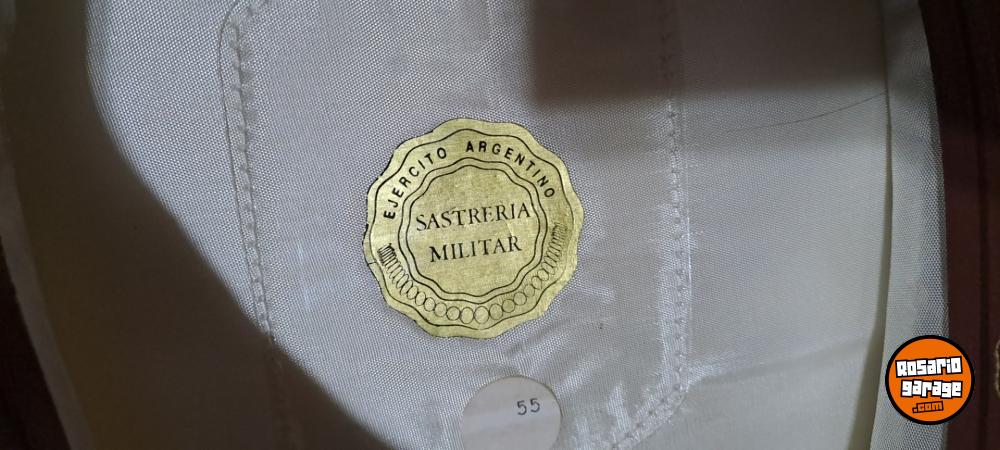 EJERCITO ARGENTINO
SASTRERIA
MILITAR
55
Rosario
garage
.com